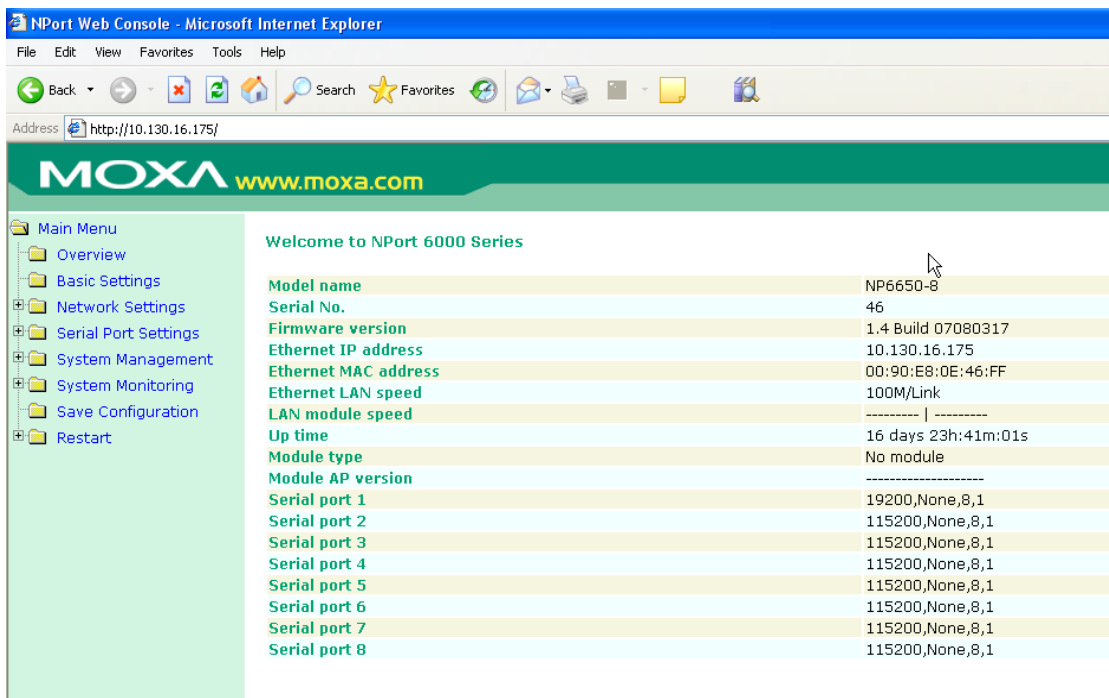 NPort Web Console - Microsoft Internet Explorer
File Edit View Favorites Tools Help
Back Search Favorites
Address http://10.130.16.175/
MOXA www.moxa.com
Main Menu
Overview
Basic Settings
Network Settings
Serial Port Settings
System Management
System Monitoring
Save Configuration
Restart
Welcome to NPort 6000 Series
Model name NP6650-8
Serial No. 46
Firmware version 1.4 Build 07080317
Ethernet IP address 10.130.16.175
Ethernet MAC address 00:90:E8:0E:46:FF
Ethernet LAN speed 100M/Link
LAN module speed --------- | ---------
Up time 16 days 23h:41m:01s
Module type No module
Module AP version --------------------
Serial port 1 19200,None,8,1
Serial port 2 115200,None,8,1
Serial port 3 115200,None,8,1
Serial port 4 115200,None,8,1
Serial port 5 115200,None,8,1
Serial port 6 115200,None,8,1
Serial port 7 115200,None,8,1
Serial port 8 115200,None,8,1